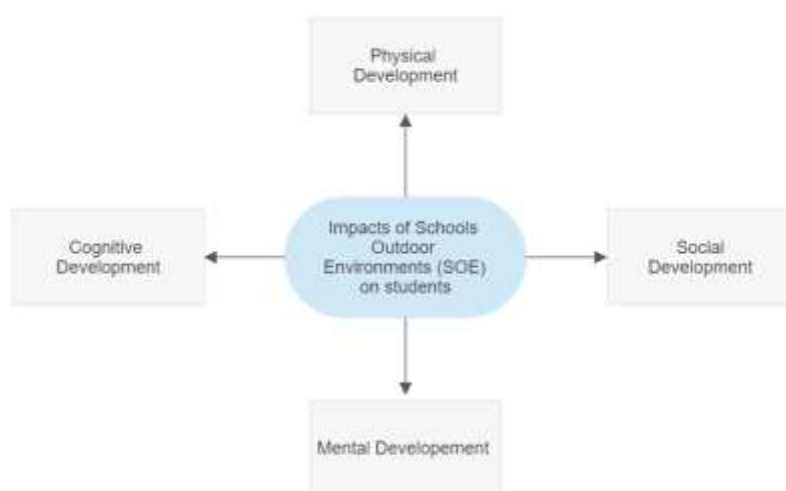 Physical
Development
Cognitive
Development
Impacts of Schools
Outdoor
Environments (SOE)
on students
Social
Development
Mental Developement